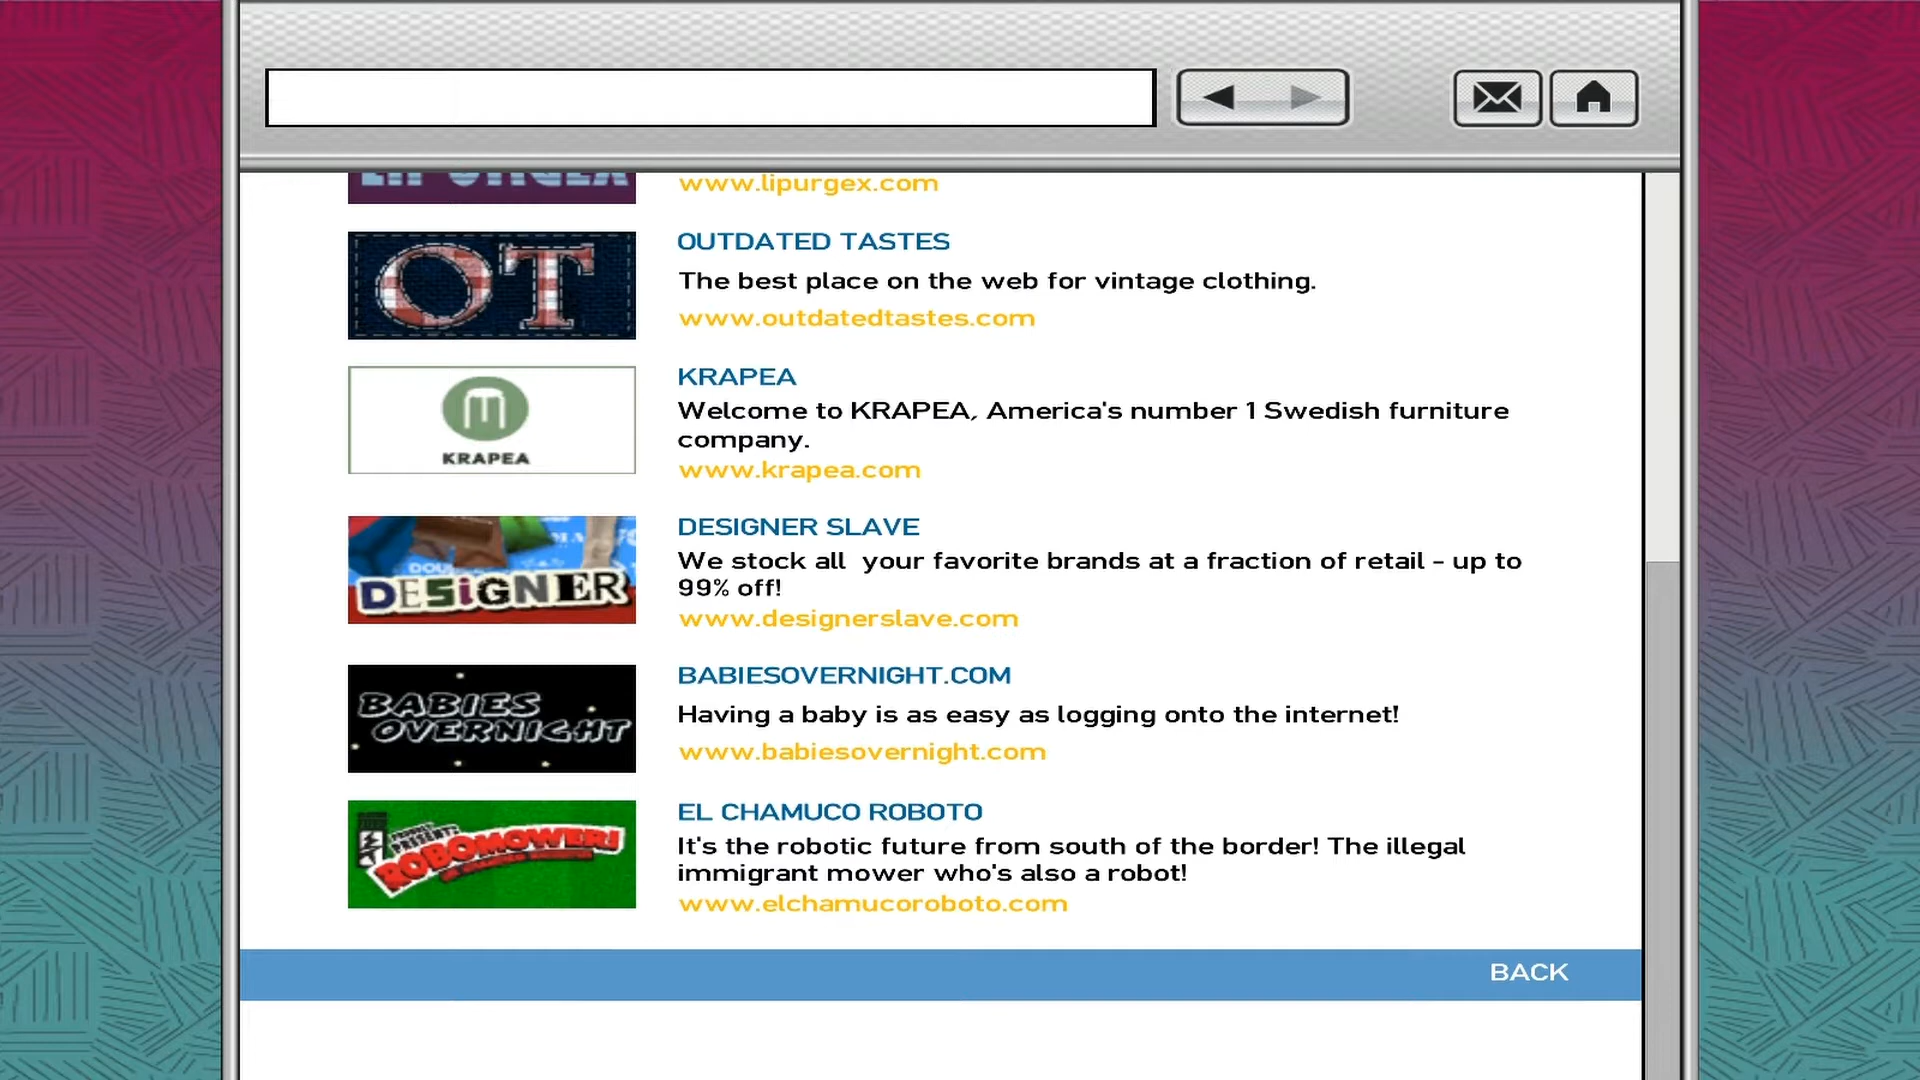 LIPURGEX
www.lipurgex.com
OT
OUTDATED TASTES
The best place on the web for vintage clothing.
www.outdatedtastes.com
KRAPEA
KRAPEA
Welcome to KRAPEA, America's number 1 Swedish furniture
company.
www.krapea.com
DESIGNER
DESIGNER SLAVE
We stock all  your favorite brands at a fraction of retail - up to
99% off!
www.designerslave.com
BABIES
OVERNIGHT
BABIESOVERNIGHT.COM
Having a baby is as easy as logging onto the internet!
www.babiesovernight.com
ROBOMOWER!
EL CHAMUCO ROBOTO
It's the robotic future from south of the border! The illegal
immigrant mower who's also a robot!
www.elchamucoroboto.com
BACK